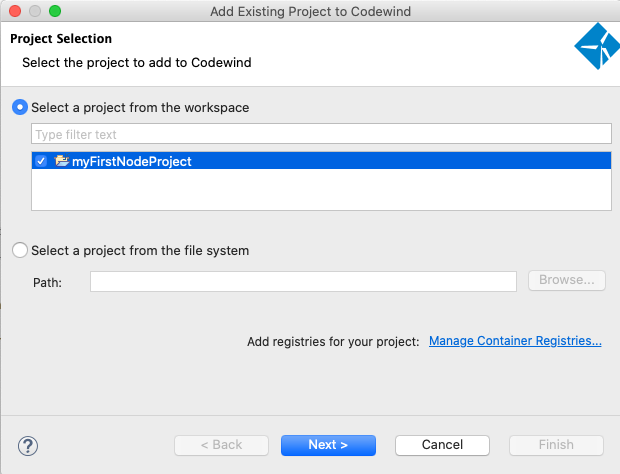 Add Existing Project to Codewind
Project Selection
Select the project to add to Codewind
Select a project from the workspace
Type filter text
myFirstNodeProject
Select a project from the file system
Path:
Browse...
Add registries for your project: Manage Container Registries...
?
< Back
Next >
Cancel
Finish